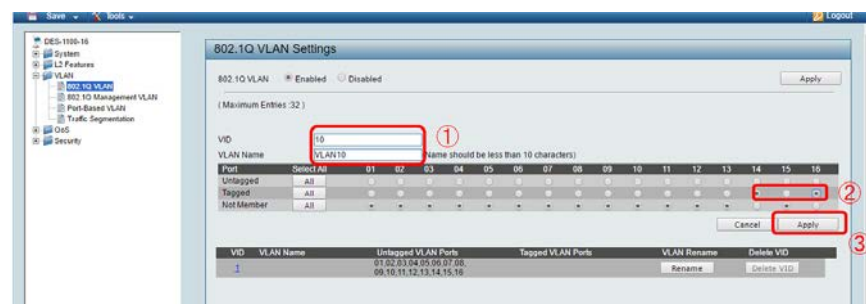 Save Tools Logout
DES-1100-16
System
L2 Features
VLAN
802.1Q VLAN
802.1Q Management VLAN
Port-Based VLAN
Traffic Segmentation
QoS
Security
802.1Q VLAN Settings
802.1Q VLAN Enabled Disabled Apply
( Maximum Entries :32 )
VID 10 ①
VLAN Name VLAN10 (Name should be less than 10 characters)
Port Select All 01 02 03 04 05 06 07 08 09 10 11 12 13 14 15 16
Untagged All
Tagged All ②
Not Member All
Cancel Apply ③
VID VLAN Name Untagged VLAN Ports Tagged VLAN Ports VLAN Rename Delete VID
1 01,02,03,04,05,06,07,08, Rename Delete VID
09,10,11,12,13,14,15,16